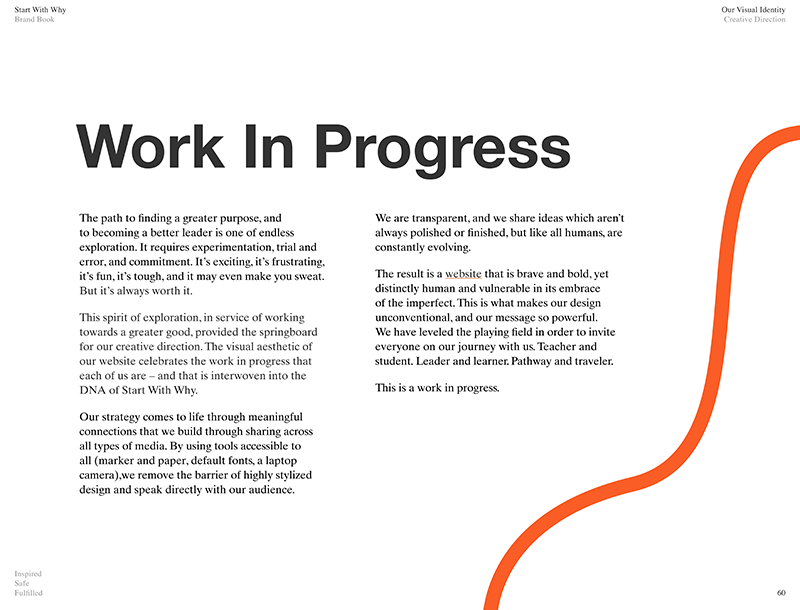 Start With Why
Brand Book
Our Visual Identity
Creative Direction
Work In Progress
The path to finding a greater purpose, and
to becoming a better leader is one of endless
exploration. It requires experimentation, trial and
error, and commitment. It’s exciting, it’s frustrating,
it’s fun, it’s tough, and it may even make you sweat.
But it’s always worth it.
This spirit of exploration, in service of working
towards a greater good, provided the springboard
for our creative direction. The visual aesthetic of
our website celebrates the work in progress that
each of us are – and that is interwoven into the
DNA of Start With Why.
Our strategy comes to life through meaningful
connections that we build through sharing across
all types of media. By using tools accessible to
all (marker and paper, default fonts, a laptop
camera),we remove the barrier of highly stylized
design and speak directly with our audience.
We are transparent, and we share ideas which aren’t
always polished or finished, but like all humans, are
constantly evolving.
The result is a website that is brave and bold, yet
distinctly human and vulnerable in its embrace
of the imperfect. This is what makes our design
unconventional, and our message so powerful.
We have leveled the playing field in order to invite
everyone on our journey with us. Teacher and
student. Leader and learner. Pathway and traveler.
This is a work in progress.
Inspired
Safe
Fulfilled
60